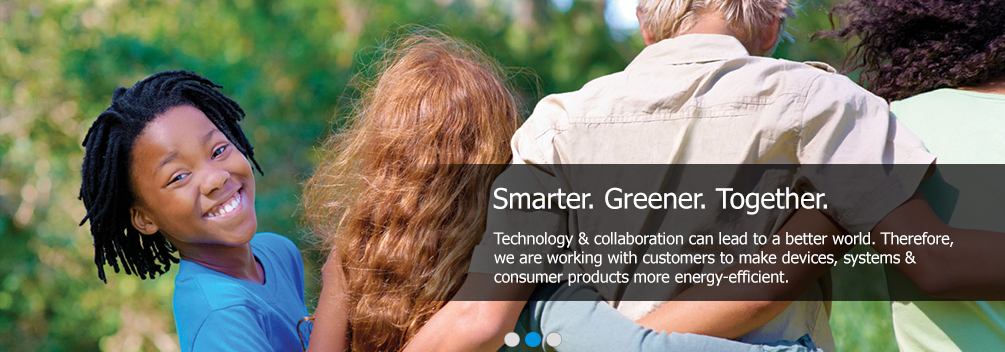 Smarter. Greener. Together.
Technology & collaboration can lead to a better world. Therefore,
we are working with customers to make devices, systems &
consumer products more energy-efficient.